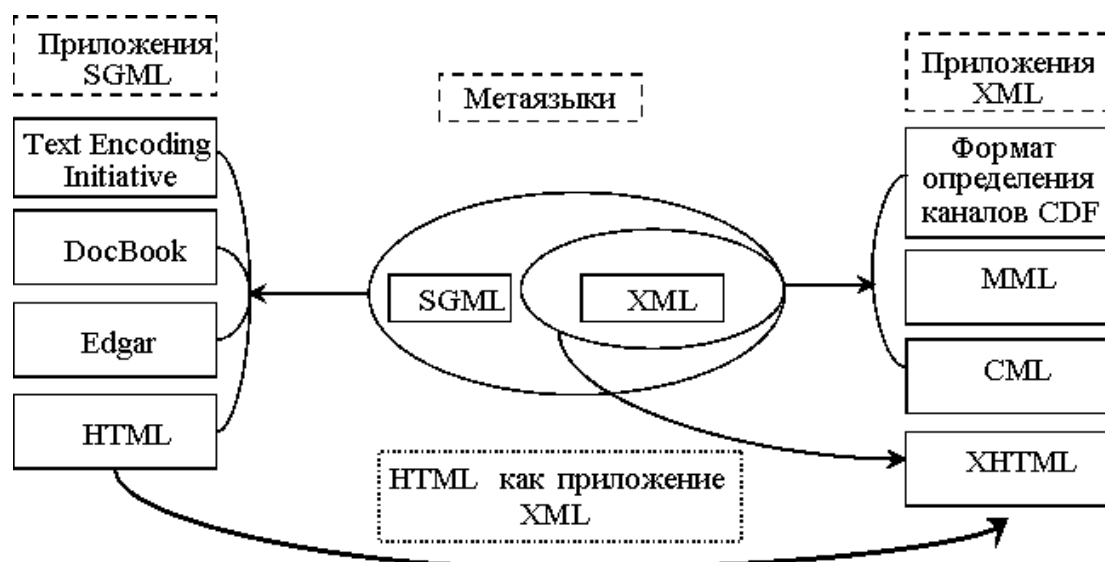 Приложения
SGML
Text Encoding
Initiative
DocBook
Edgar
HTML
Метаязыки
SGML
XML
HTML как приложение
XML
Приложения
XML
Формат
определения
каналов CDF
MML
CML
XHTML